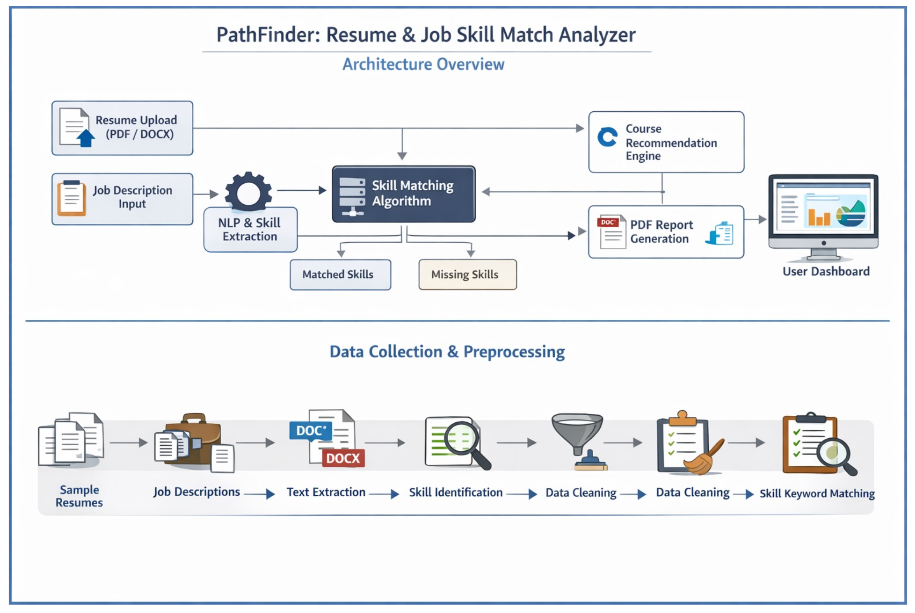 PathFinder: Resume & Job Skill Match Analyzer
Architecture Overview
Resume Upload
(PDF / DOCX)
Job Description
Input
NLP & Skill
Extraction
Skill Matching
Algorithm
Matched Skills
Missing Skills
Course
Recommendation
Engine
DOC
PDF Report
Generation
User Dashboard
Data Collection & Preprocessing
DOC
DOCX
Sample
Resumes
Job Descriptions
Text Extraction
Skill Identification
Data Cleaning
Data Cleaning
Skill Keyword Matching